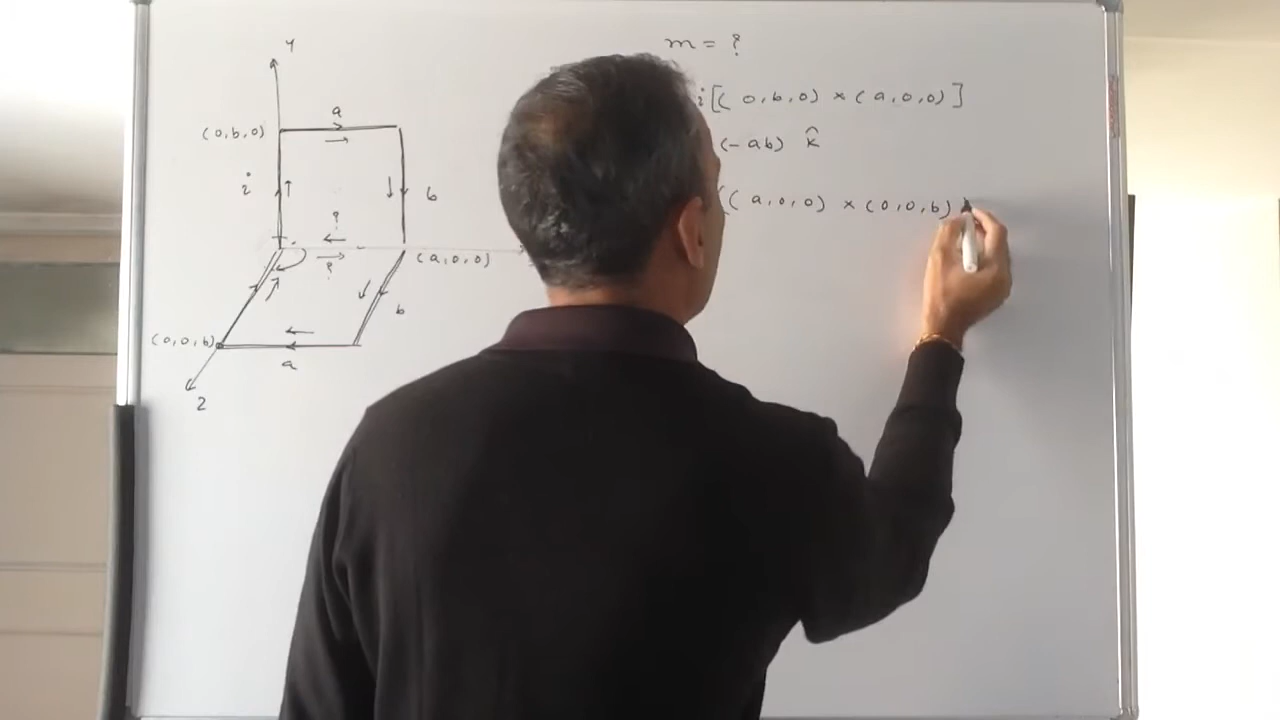 y
m = ?
a
(0,b,0)
i[(0,b,0) × (a,0,0)]
i
b
(-ab) k̂
?
((a,0,0) × (0,0,b))
(a,0,0)
?
b
(0,0,b)
a
z